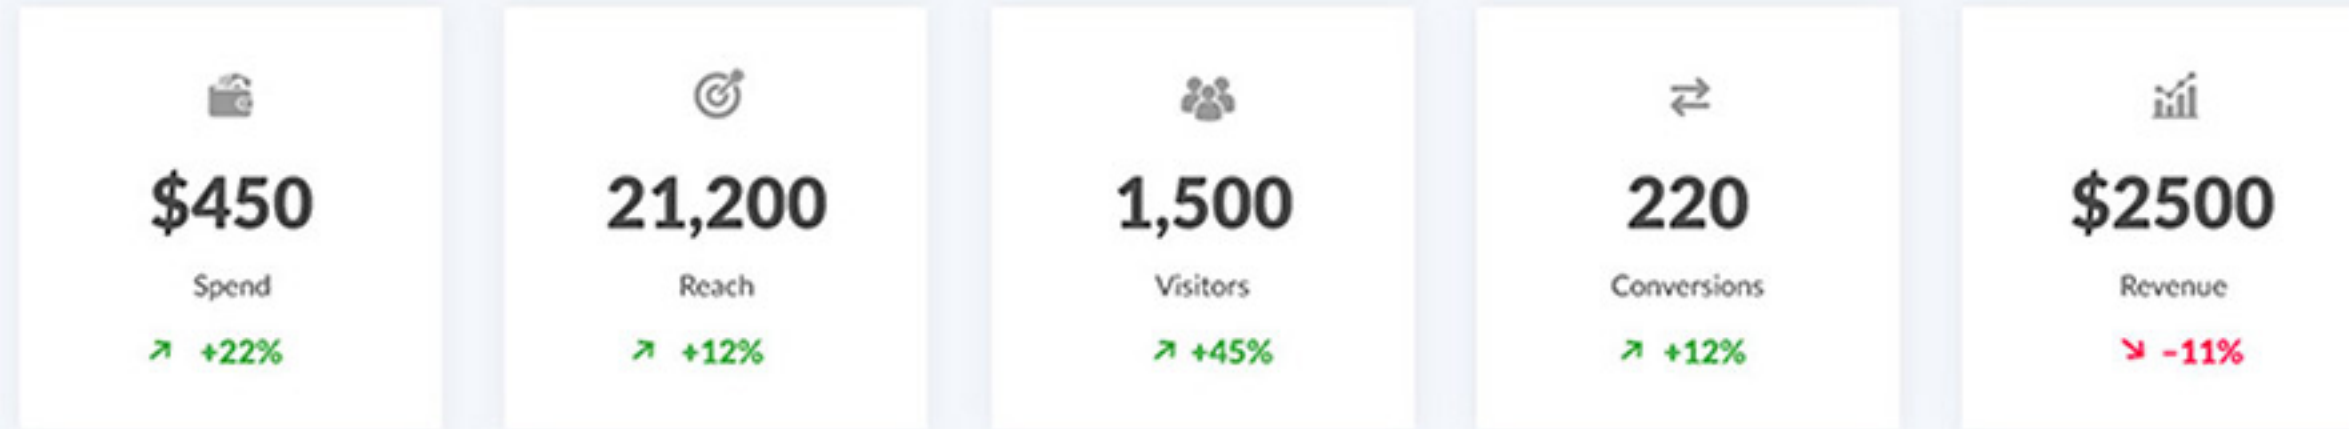 $450
Spend
+22%
21,200
Reach
+12%
1,500
Visitors
+45%
220
Conversions
+12%
$2500
Revenue
-11%